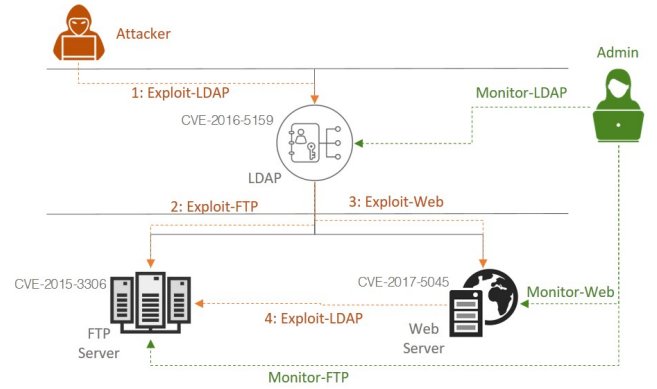 Attacker
Admin
1: Exploit-LDAP
Monitor-LDAP
CVE-2016-5159
LDAP
2: Exploit-FTP
3: Exploit-Web
CVE-2015-3306
CVE-2017-5045
Monitor-Web
4: Exploit-LDAP
FTP
Server
Web
Server
Monitor-FTP